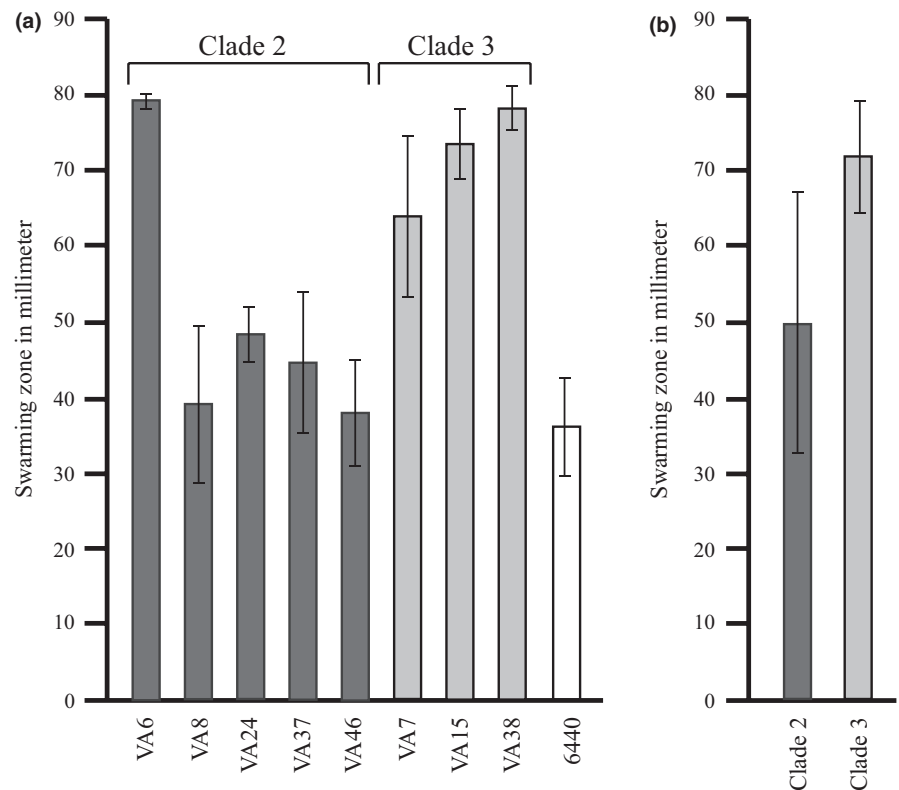 (a)
Clade 2
Clade 3
Swarming zone in millimeter
90
80
70
60
50
40
30
20
10
0
VA6
VA8
VA24
VA37
VA46
VA7
VA15
VA38
6440
(b)
Swarming zone in millimeter
90
80
70
60
50
40
30
20
10
0
Clade 2
Clade 3